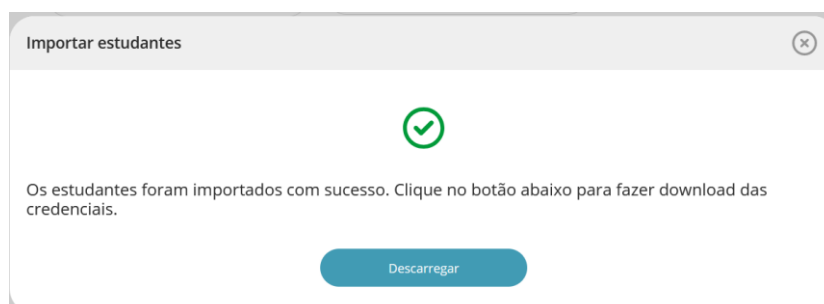 Importar estudantes
Os estudantes foram importados com sucesso. Clique no botão abaixo para fazer download das
credenciais.
Descarregar